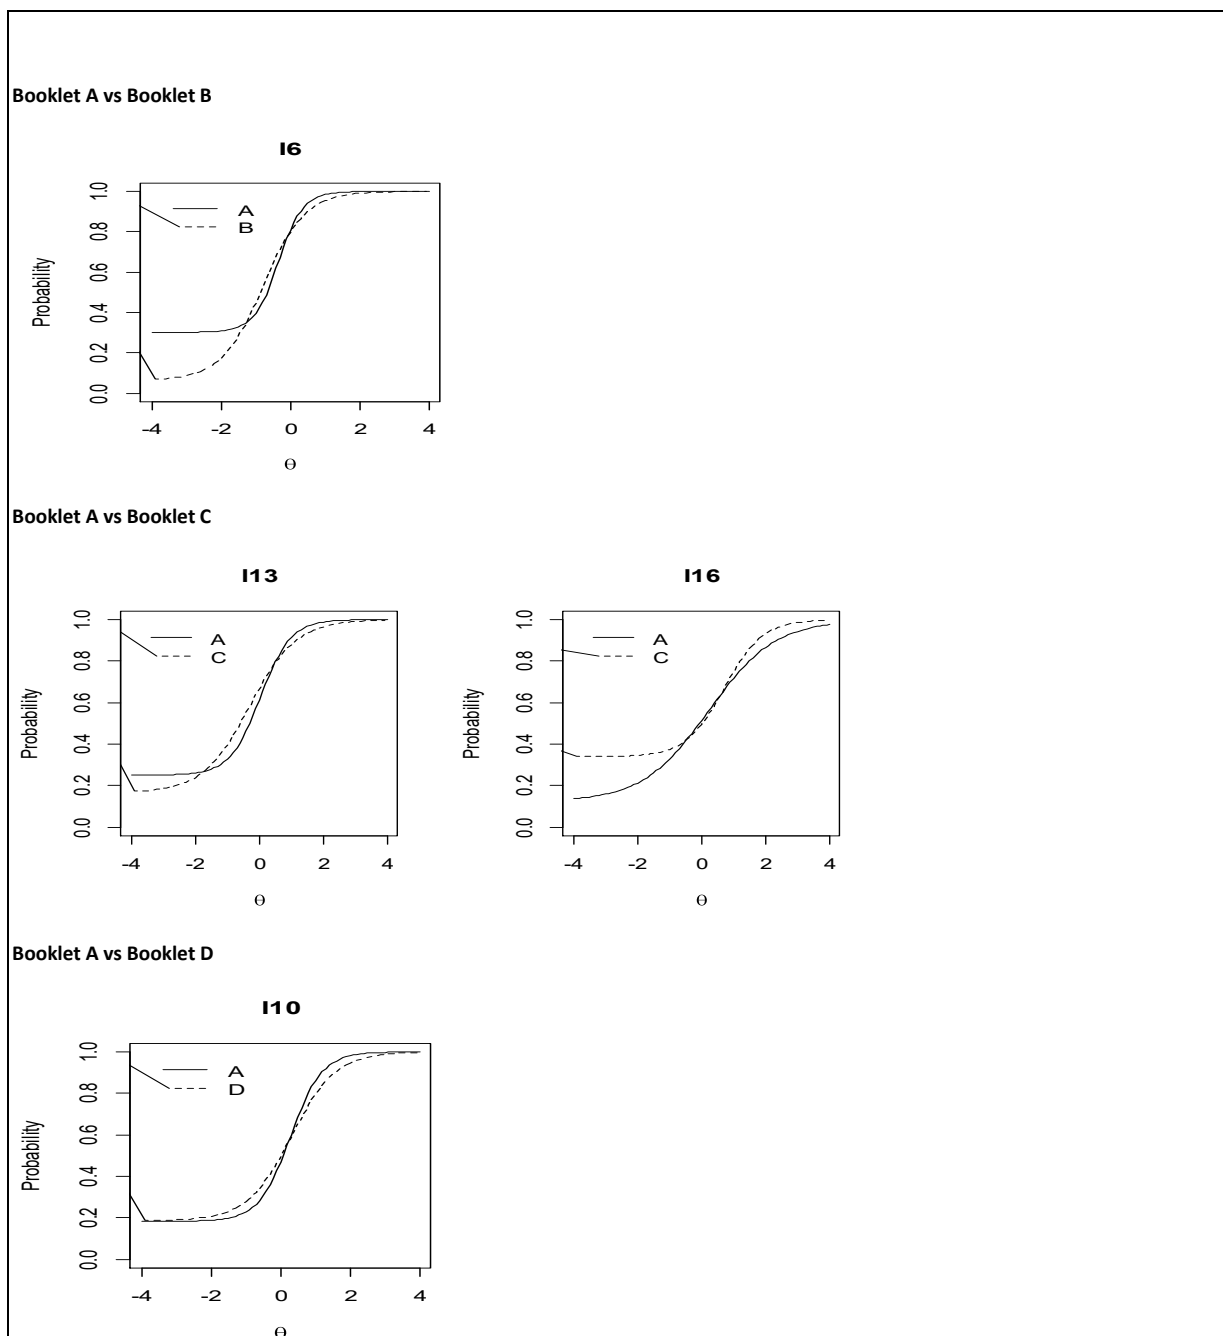 Booklet A vs Booklet B
I6
A
B
Probability
1.0
0.8
0.6
0.4
0.2
0.0
-4 -2 0 2 4
Θ
Booklet A vs Booklet C
I13
A
C
Probability
1.0
0.8
0.6
0.4
0.2
0.0
-4 -2 0 2 4
Θ
I16
A
C
Probability
1.0
0.8
0.6
0.4
0.2
0.0
-4 -2 0 2 4
Θ
Booklet A vs Booklet D
I10
A
D
Probability
1.0
0.8
0.6
0.4
0.2
0.0
-4 -2 0 2 4
Θ